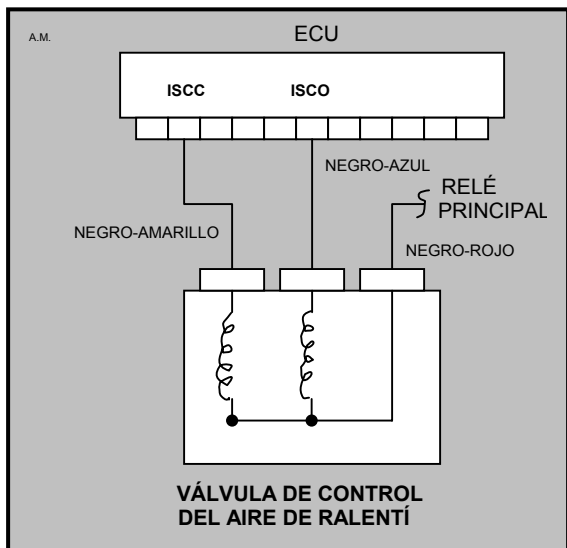 A.M.
ECU
ISCC
ISCO
NEGRO-AZUL
RELÉ
PRINCIPAL
NEGRO-AMARILLO
NEGRO-ROJO
VÁLVULA DE CONTROL
DEL AIRE DE RALENTÍ